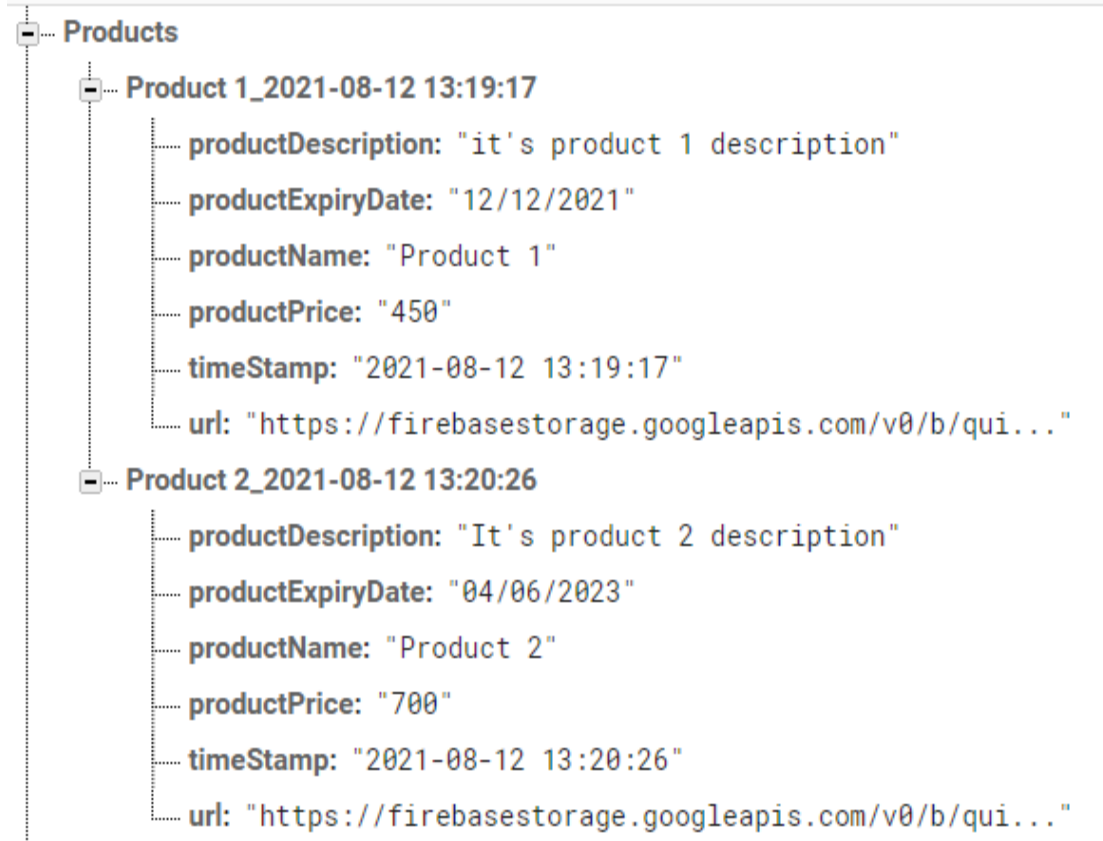 Products
Product 1_2021-08-12 13:19:17
productDescription: "it's product 1 description"
productExpiryDate: "12/12/2021"
productName: "Product 1"
productPrice: "450"
timeStamp: "2021-08-12 13:19:17"
url: "https://firebasestorage.googleapis.com/v0/b/qui..."
Product 2_2021-08-12 13:20:26
productDescription: "It's product 2 description"
productExpiryDate: "04/06/2023"
productName: "Product 2"
productPrice: "700"
timeStamp: "2021-08-12 13:20:26"
url: "https://firebasestorage.googleapis.com/v0/b/qui..."